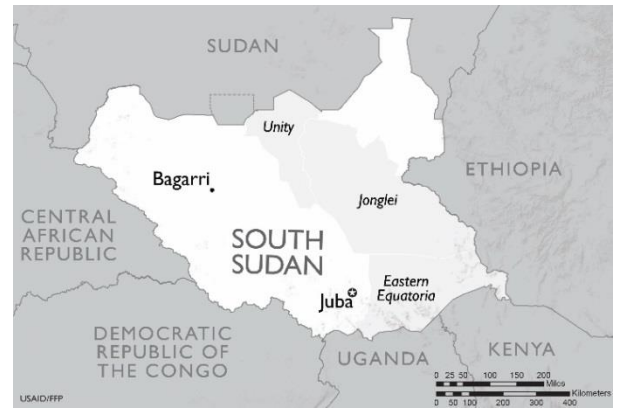 SUDAN
Unity
ETHIOPIA
Bagarri
Jonglei
CENTRAL
AFRICAN
REPUBLIC
SOUTH
SUDAN
Eastern
Equatoria
Juba
DEMOCRATIC
REPUBLIC OF
THE CONGO
UGANDA
KENYA
0 25 50 100 150 200
Miles
Kilometers
0 50 100 200 300 400
USAID/FFP